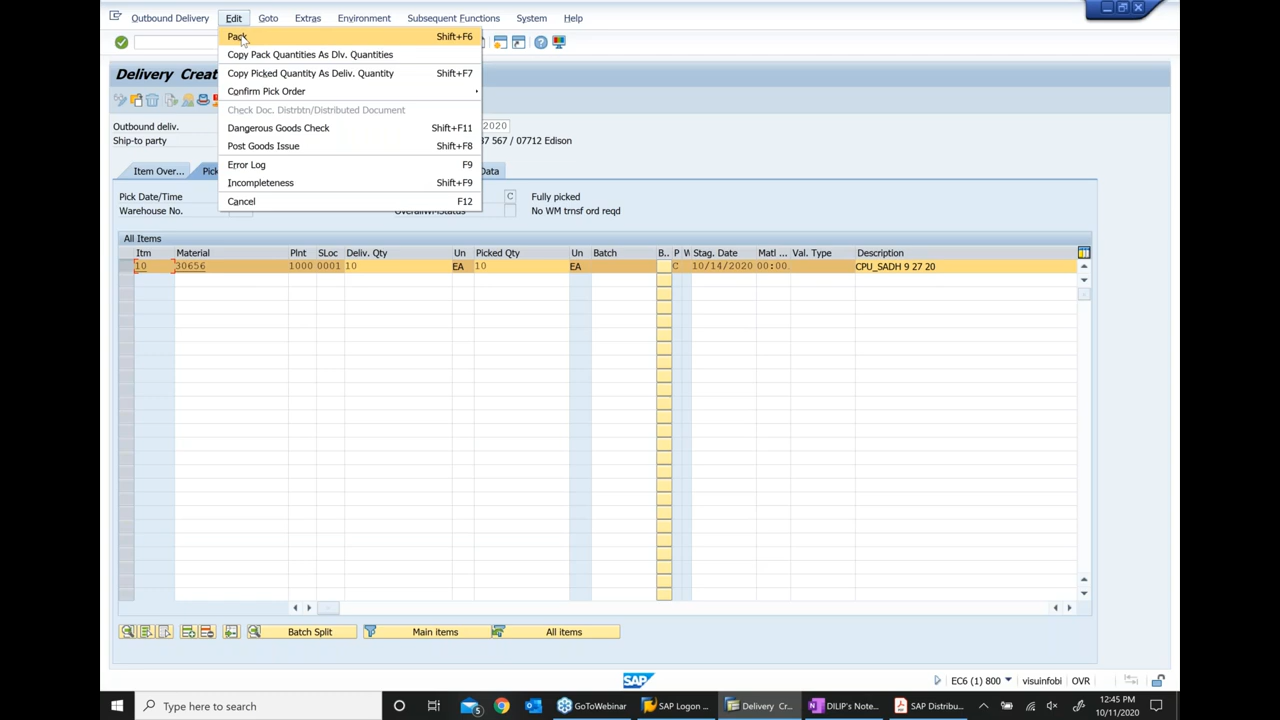 Outbound Delivery Edit Goto Extras Environment Subsequent Functions System Help
Pack Shift+F6
Copy Pack Quantities As Dlv. Quantities
Copy Picked Quantity As Deliv. Quantity Shift+F7
Confirm Pick Order
Check Doc. Distrbtn/Distributed Document
Dangerous Goods Check Shift+F11
Post Goods Issue Shift+F8
Error Log F9
Incompleteness Shift+F9
Cancel F12
Delivery Creat
Outbound deliv. 2020
Ship-to party 567 / 07712 Edison
Item Over... Pick Data
Pick Date/Time C Fully picked
Warehouse No. OverallWMStatus No WM trnsf ord reqd
All Items
Itm Material Plnt SLoc Deliv. Qty Un Picked Qty Un Batch B.. P W Stag. Date Matl ... Val. Type Description
10 30656 1000 0001 10 EA 10 EA C 10/14/2020 00:00 CPU_SADH 9 27 20
Batch Split Main items All items
SAP EC6 (1) 800 visuinfobi OVR
Type here to search 5 GoToWebinar SAP Logon ... Delivery Cr... DILIP's Note... SAP Distribu... 12:45 PM
10/11/2020